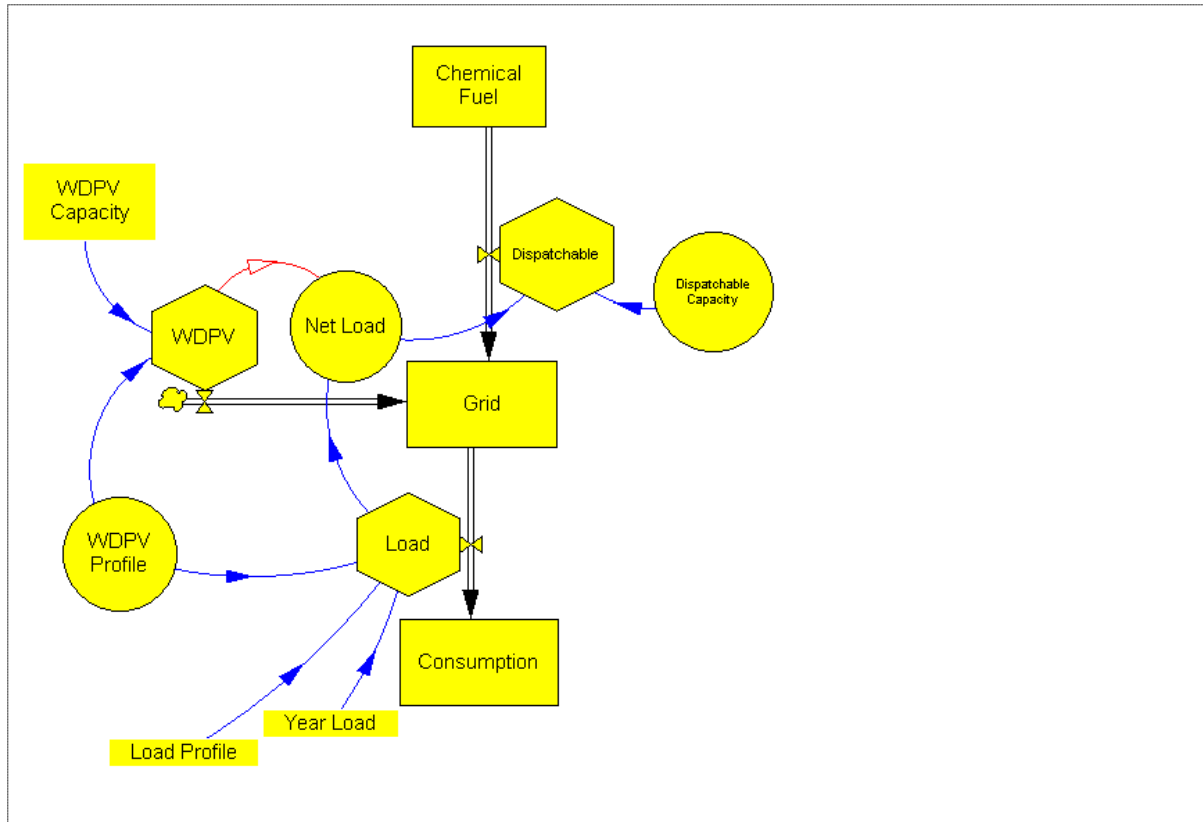 Chemical
Fuel
WDPV
Capacity
Dispatchable
Dispatchable
Capacity
Net Load
WDPV
Grid
WDPV
Profile
Load
Consumption
Year Load
Load Profile